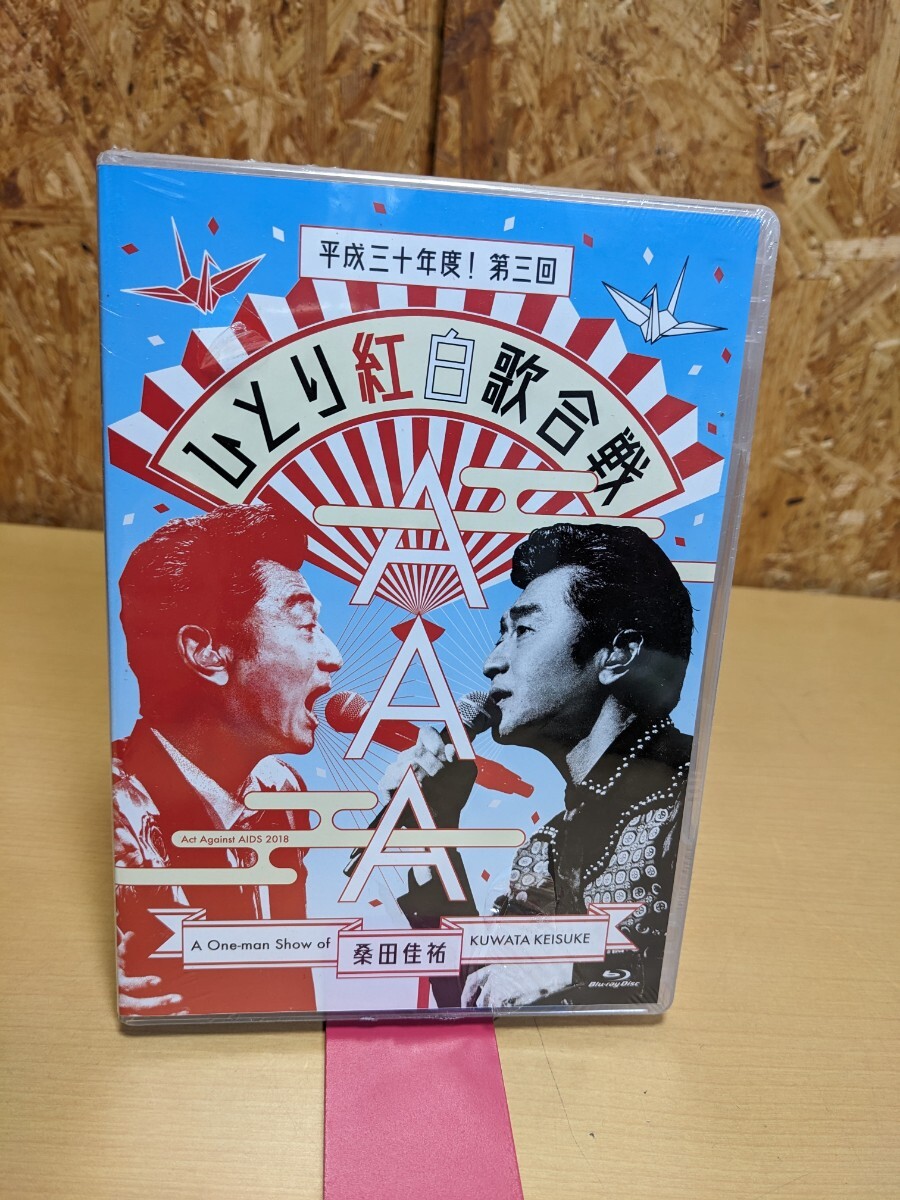 平成三十年度！第三回
ひとり紅白歌合戦
AAA
Act Against AIDS 2018
A One-man Show of 桑田佳祐 KUWATA KEISUKE
Blu-ray Disc